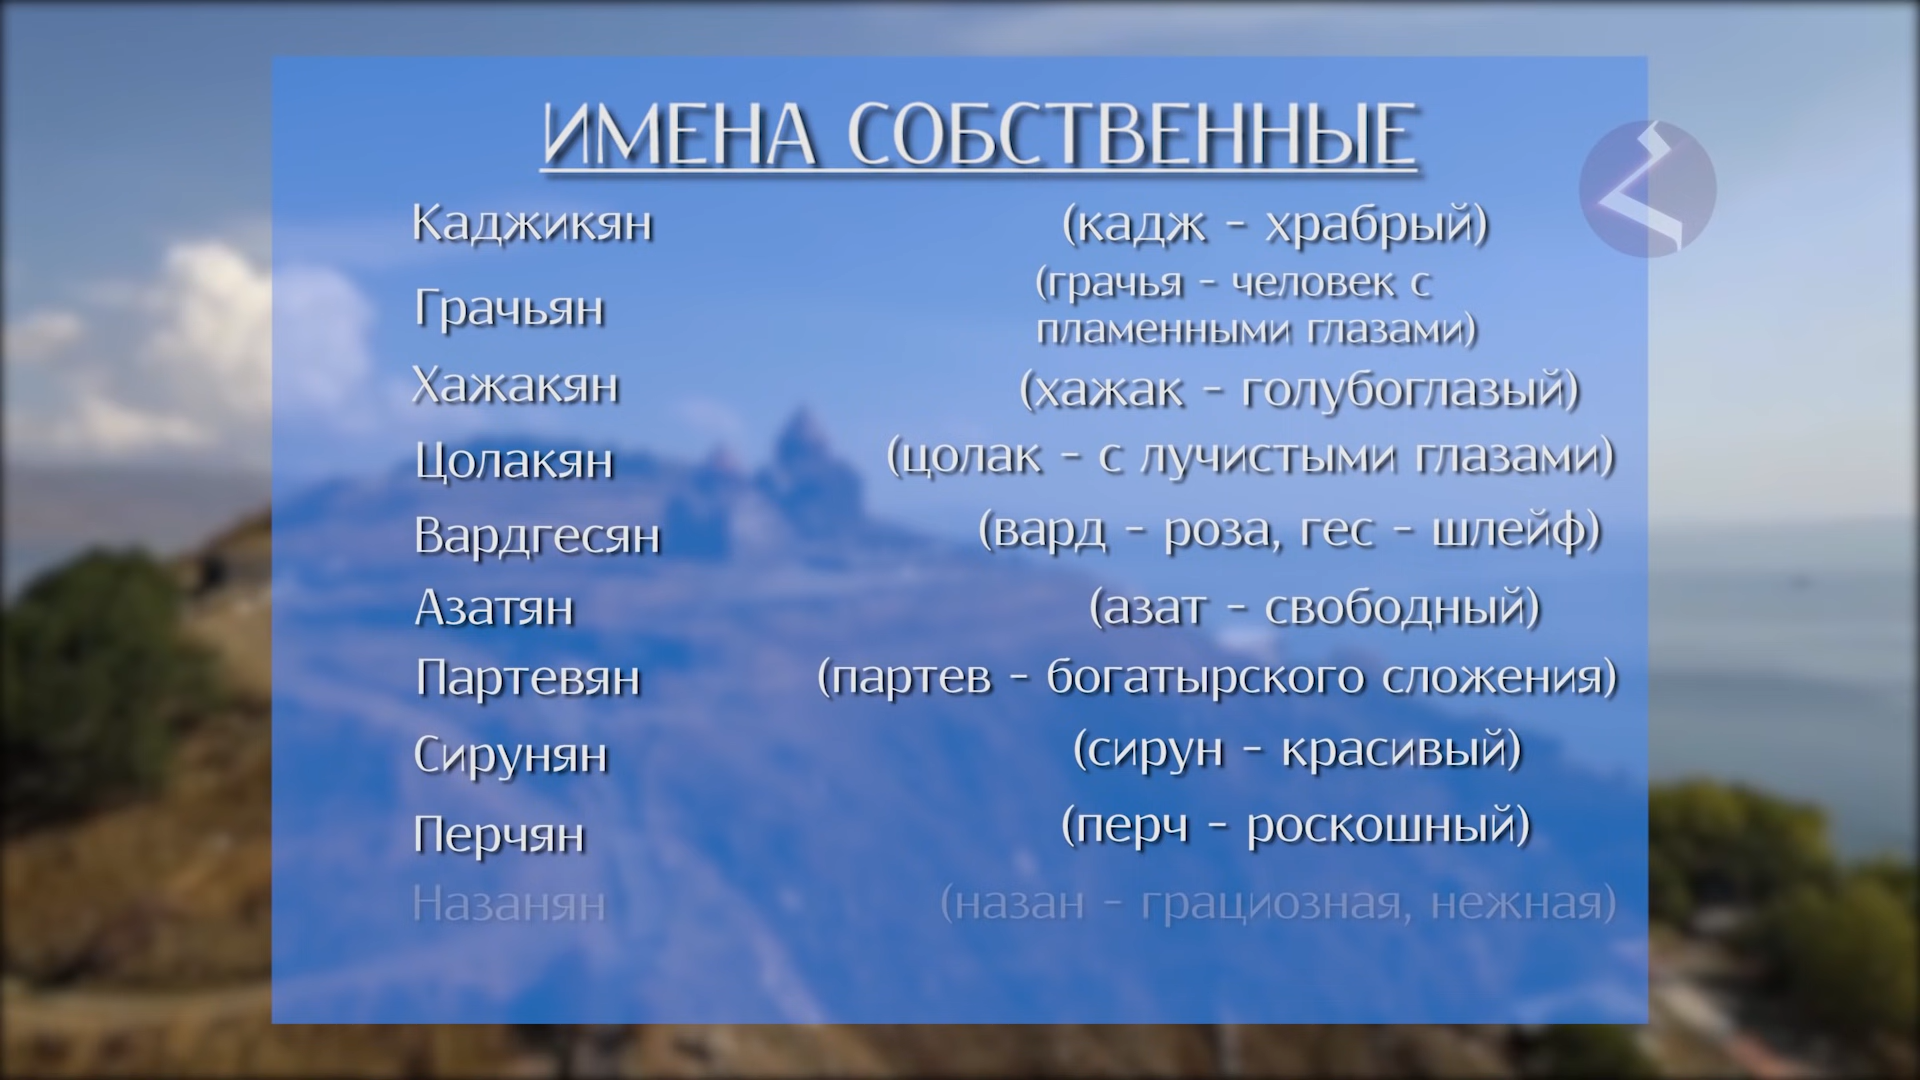 ИМЕНА СОБСТВЕННЫЕ
Каджикян (кадж - храбрый)
Грачьян (грачья - человек с
пламенными глазами)
Хажакян (хажак - голубоглазый)
Цолакян (цолак - с лучистыми глазами)
Вардгесян (вард - роза, гес - шлейф)
Азатян (азат - свободный)
Партевян (партев - богатырского сложения)
Сирунян (сирун - красивый)
Перчян (перч - роскошный)
Назанян (назан - грациозная, нежная)